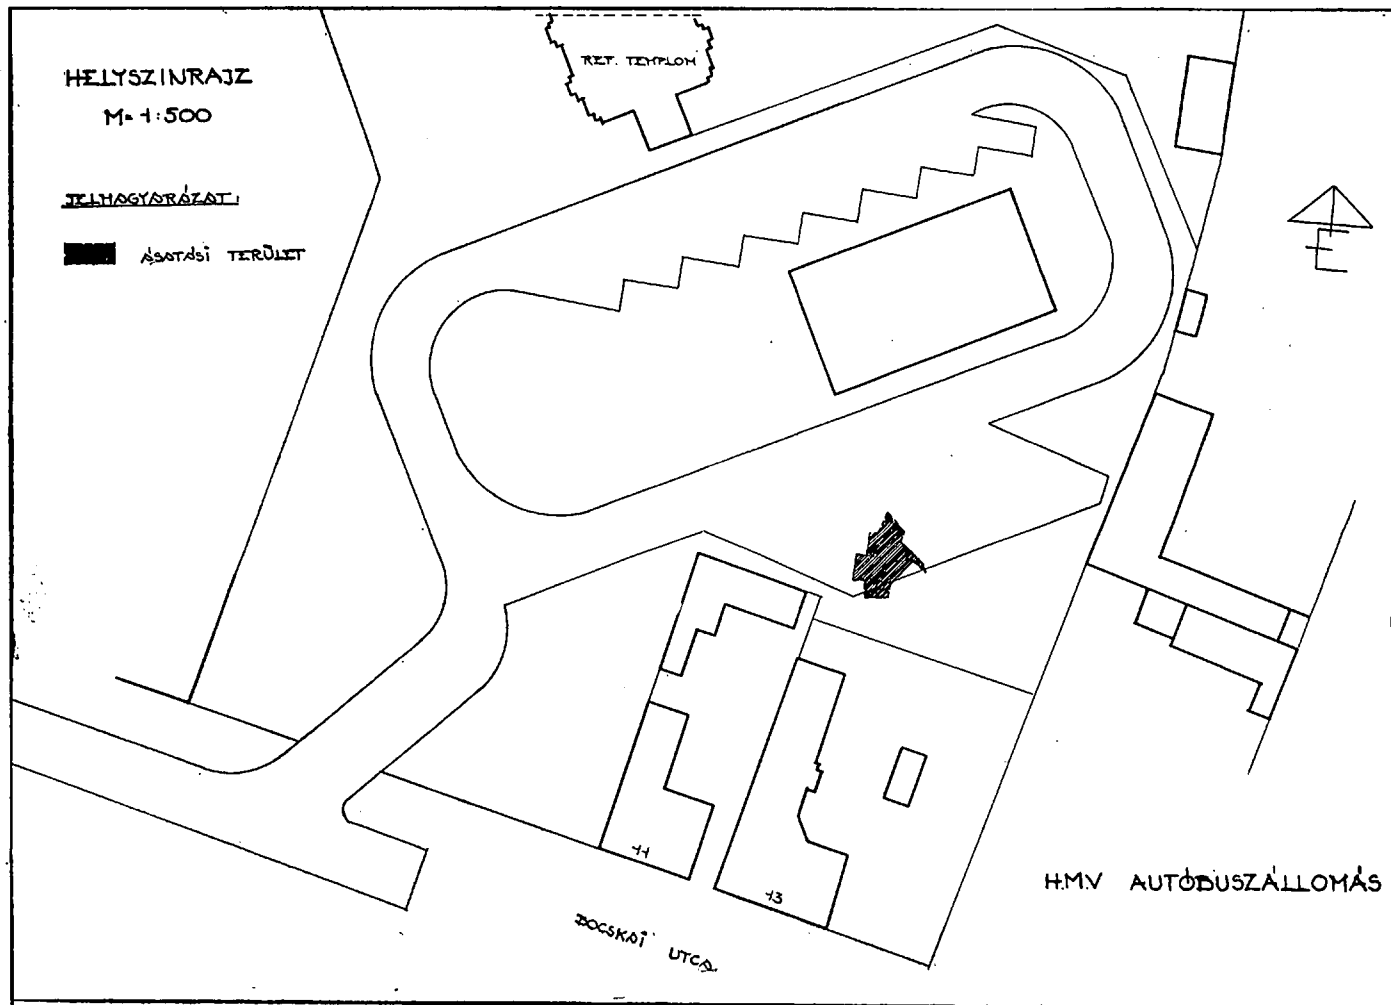 HELYSZINRAJZ
M= 1:500
REF. TEMPLOM
JELMAGYARÁZAT:
ÁSATÁSI TERÜLET
É
11
13
H.M.V AUTÓBUSZÁLLOMÁS
BOCSKAI UTCA